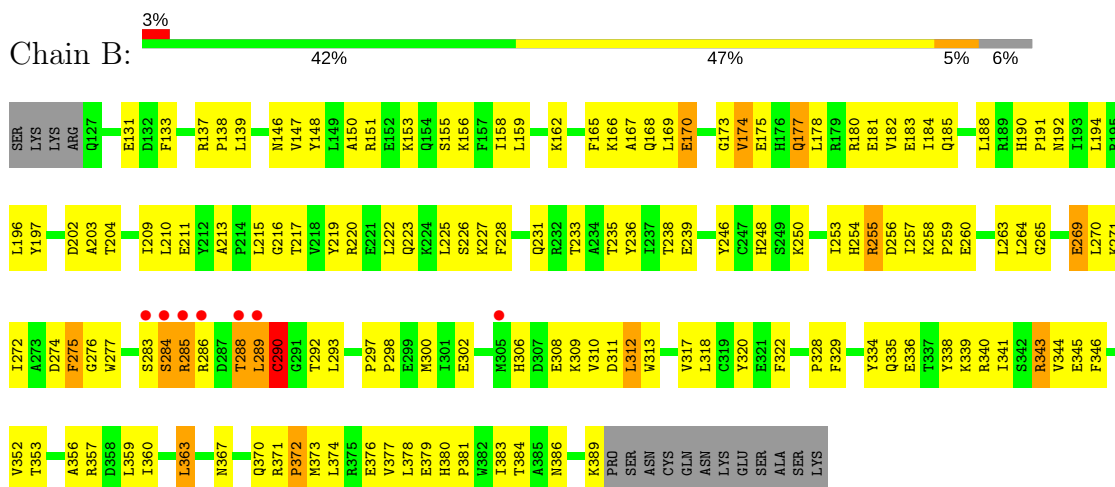 3%
Chain B:
42% 47% 5% 6%
SER LYS LYS ARG Q127 E131 D132 F133 R137 P138 L139 N146 V147 Y148 L149 A150 R151 E152 K153 Q154 S155 K156 F157 I158 L159 K162 F165 K166 A167 Q168 L169 E170 G173 V174 E175 H176 Q177 L178 R179 R180 E181 V182 E183 I184 Q185 L188 R189 H190 P191 N192 I193 L194 R195
L196 Y197 D202 A203 T204 I209 L210 E211 Y212 A213 P214 L215 G216 T217 V218 Y219 R220 E221 L222 Q223 K224 L225 S226 K227 F228 Q231 R232 T233 A234 T235 Y236 I237 T238 E239 Y246 C247 H248 S249 K250 I253 H254 R255 D256 I257 K258 P259 E260 L263 L264 G265 E269 L270 K271
I272 A273 D274 F275 G276 W277 S283 S284 R285 R286 D287 T288 L289 C290 G291 T292 L293 P297 P298 E299 M300 I301 E302 M305 H306 D307 E308 K309 V310 D311 L312 W313 V317 L318 C319 Y320 E321 F322 P328 F329 Y334 Q335 E336 T337 Y338 K339 R340 I341 S342 R343 V344 E345 F346
V352 T353 A356 R357 D358 L359 I360 L363 N367 Q370 R371 P372 M373 L374 R375 E376 V377 L378 E379 H380 P381 W382 I383 T384 A385 N386 K389 PRO SER ASN CYS GLN ASN LYS GLU SER ALA SER LYS